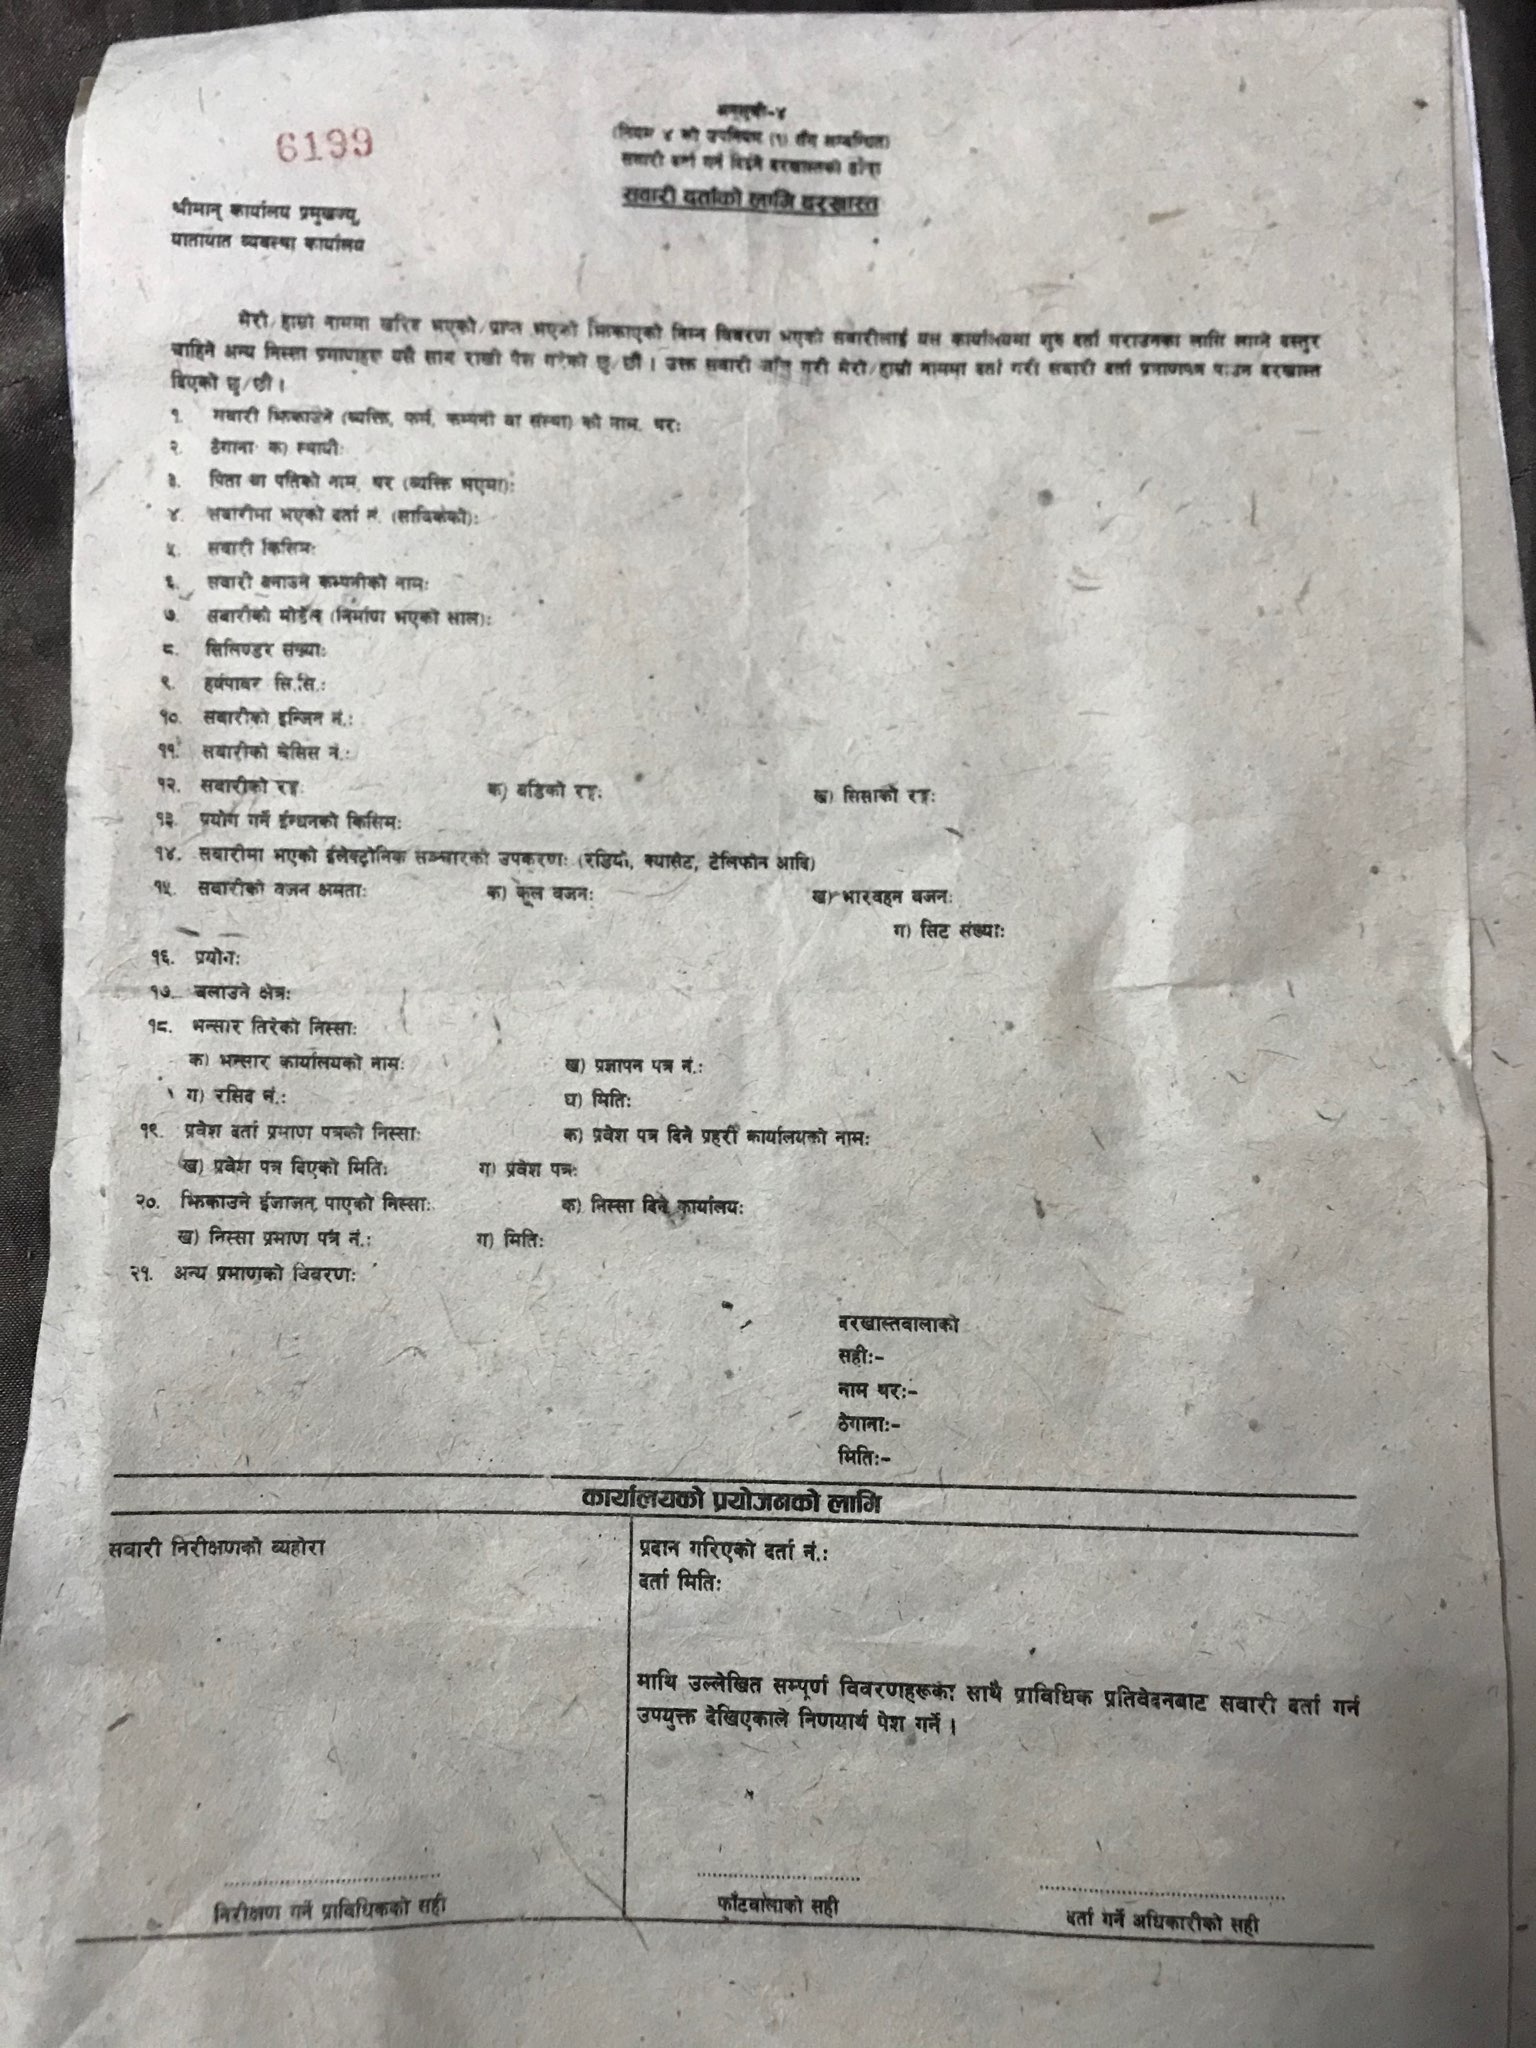 6199
अनुसूची-४
(नियम ४ को उपनियम (१) सँग सम्बन्धित)
सवारी दर्ता गर्न दिईने दरखास्तको ढाँचा
सवारी दर्ताको लागि दरखास्त
श्रीमान् कार्यालय प्रमुखज्यू,
यातायात व्यवस्था कार्यालय
मेरो/हाम्रो नाममा खरिद भएको/प्राप्त भएको झिकाएको निम्न विवरण भएको सवारीलाई यस कार्यालयमा शुरु दर्ता गराउनका लागि लाग्ने दस्तुर
चाहिने अन्य निस्सा प्रमाणहरु यसै साथ राखी पेस गरेको छु/छौं । उक्त सवारी जाँच गरी मेरो/हाम्रो नाममा दर्ता गरी सवारी दर्ता प्रमाणपत्र पाउन दरखास्त
दिएको छु/छौं ।
१. सवारी झिकाउने (व्यक्ति, फर्म, कम्पनी वा संस्था) को नाम, थर:
२. ठेगाना क) स्थायी:
३. पिता वा पतिको नाम, थर (व्यक्ति भएमा):
४. सवारीमा भएको दर्ता नं. (साविकको):
५. सवारी किसिम:
६. सवारी बनाउने कम्पनीको नाम:
७. सवारीको मोडेल (निर्माण भएको साल):
८. सिलिण्डर संख्या:
९. हर्षपावर सि.सि.:
१०. सवारीको इन्जिन नं.:
११. सवारीको चेसिस नं.:
१२. सवारीको रङ्ग: क) बडिको रङ्ग: ख) सिसाको रङ्ग:
१३. प्रयोग गर्ने ईन्धनको किसिम:
१४. सवारीमा भएको ईलेक्ट्रोनिक सञ्चारको उपकरण: (रेडियो, क्यासेट, टेलिफोन आदि)
१५. सवारीको वजन क्षमता: क) कूल वजन: ख) भारवहन वजन:
ग) सिट संख्या:
१६. प्रयोग:
१७. चलाउने क्षेत्र:
१८. भन्सार तिरेको निस्सा:
क) भन्सार कार्यालयको नाम: ख) प्रज्ञापन पत्र नं.:
ग) रसिद नं.: घ) मिति:
१९. प्रवेश दर्ता प्रमाण पत्रको निस्सा: क) प्रवेश पत्र दिने प्रहरी कार्यालयको नाम:
ख) प्रवेश पत्र दिएको मिति: ग) प्रवेश पत्र:
२०. झिकाउने ईजाजत पाएको निस्सा: क) निस्सा दिने कार्यालय:
ख) निस्सा प्रमाण पत्र नं.: ग) मिति:
२१. अन्य प्रमाणको विवरण:
दरखास्तवालाको
सही:-
नाम थर:-
ठेगाना:-
मिति:-
कार्यालयको प्रयोजनको लागि
सवारी निरीक्षणको व्यहोरा
प्रदान गरिएको दर्ता नं.:
दर्ता मिति:
माथि उल्लेखित सम्पूर्ण विवरणहरूका साथै प्राविधिक प्रतिवेदनबाट सवारी दर्ता गर्न
उपयुक्त देखिएकाले निणयार्थ पेश गर्ने ।
निरीक्षण गर्ने प्राविधिकको सही
फाँटवालाको सही
दर्ता गर्ने अधिकारीको सही